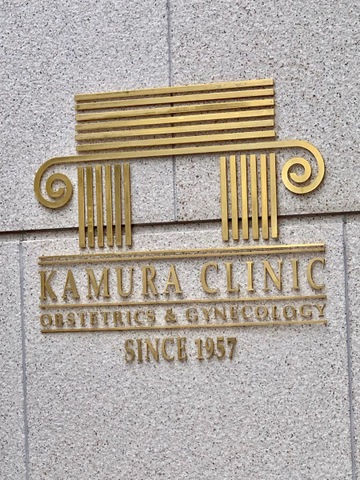 KAMURA CLINIC
OBSTETRICS & GYNECOLOGY
SINCE 1957